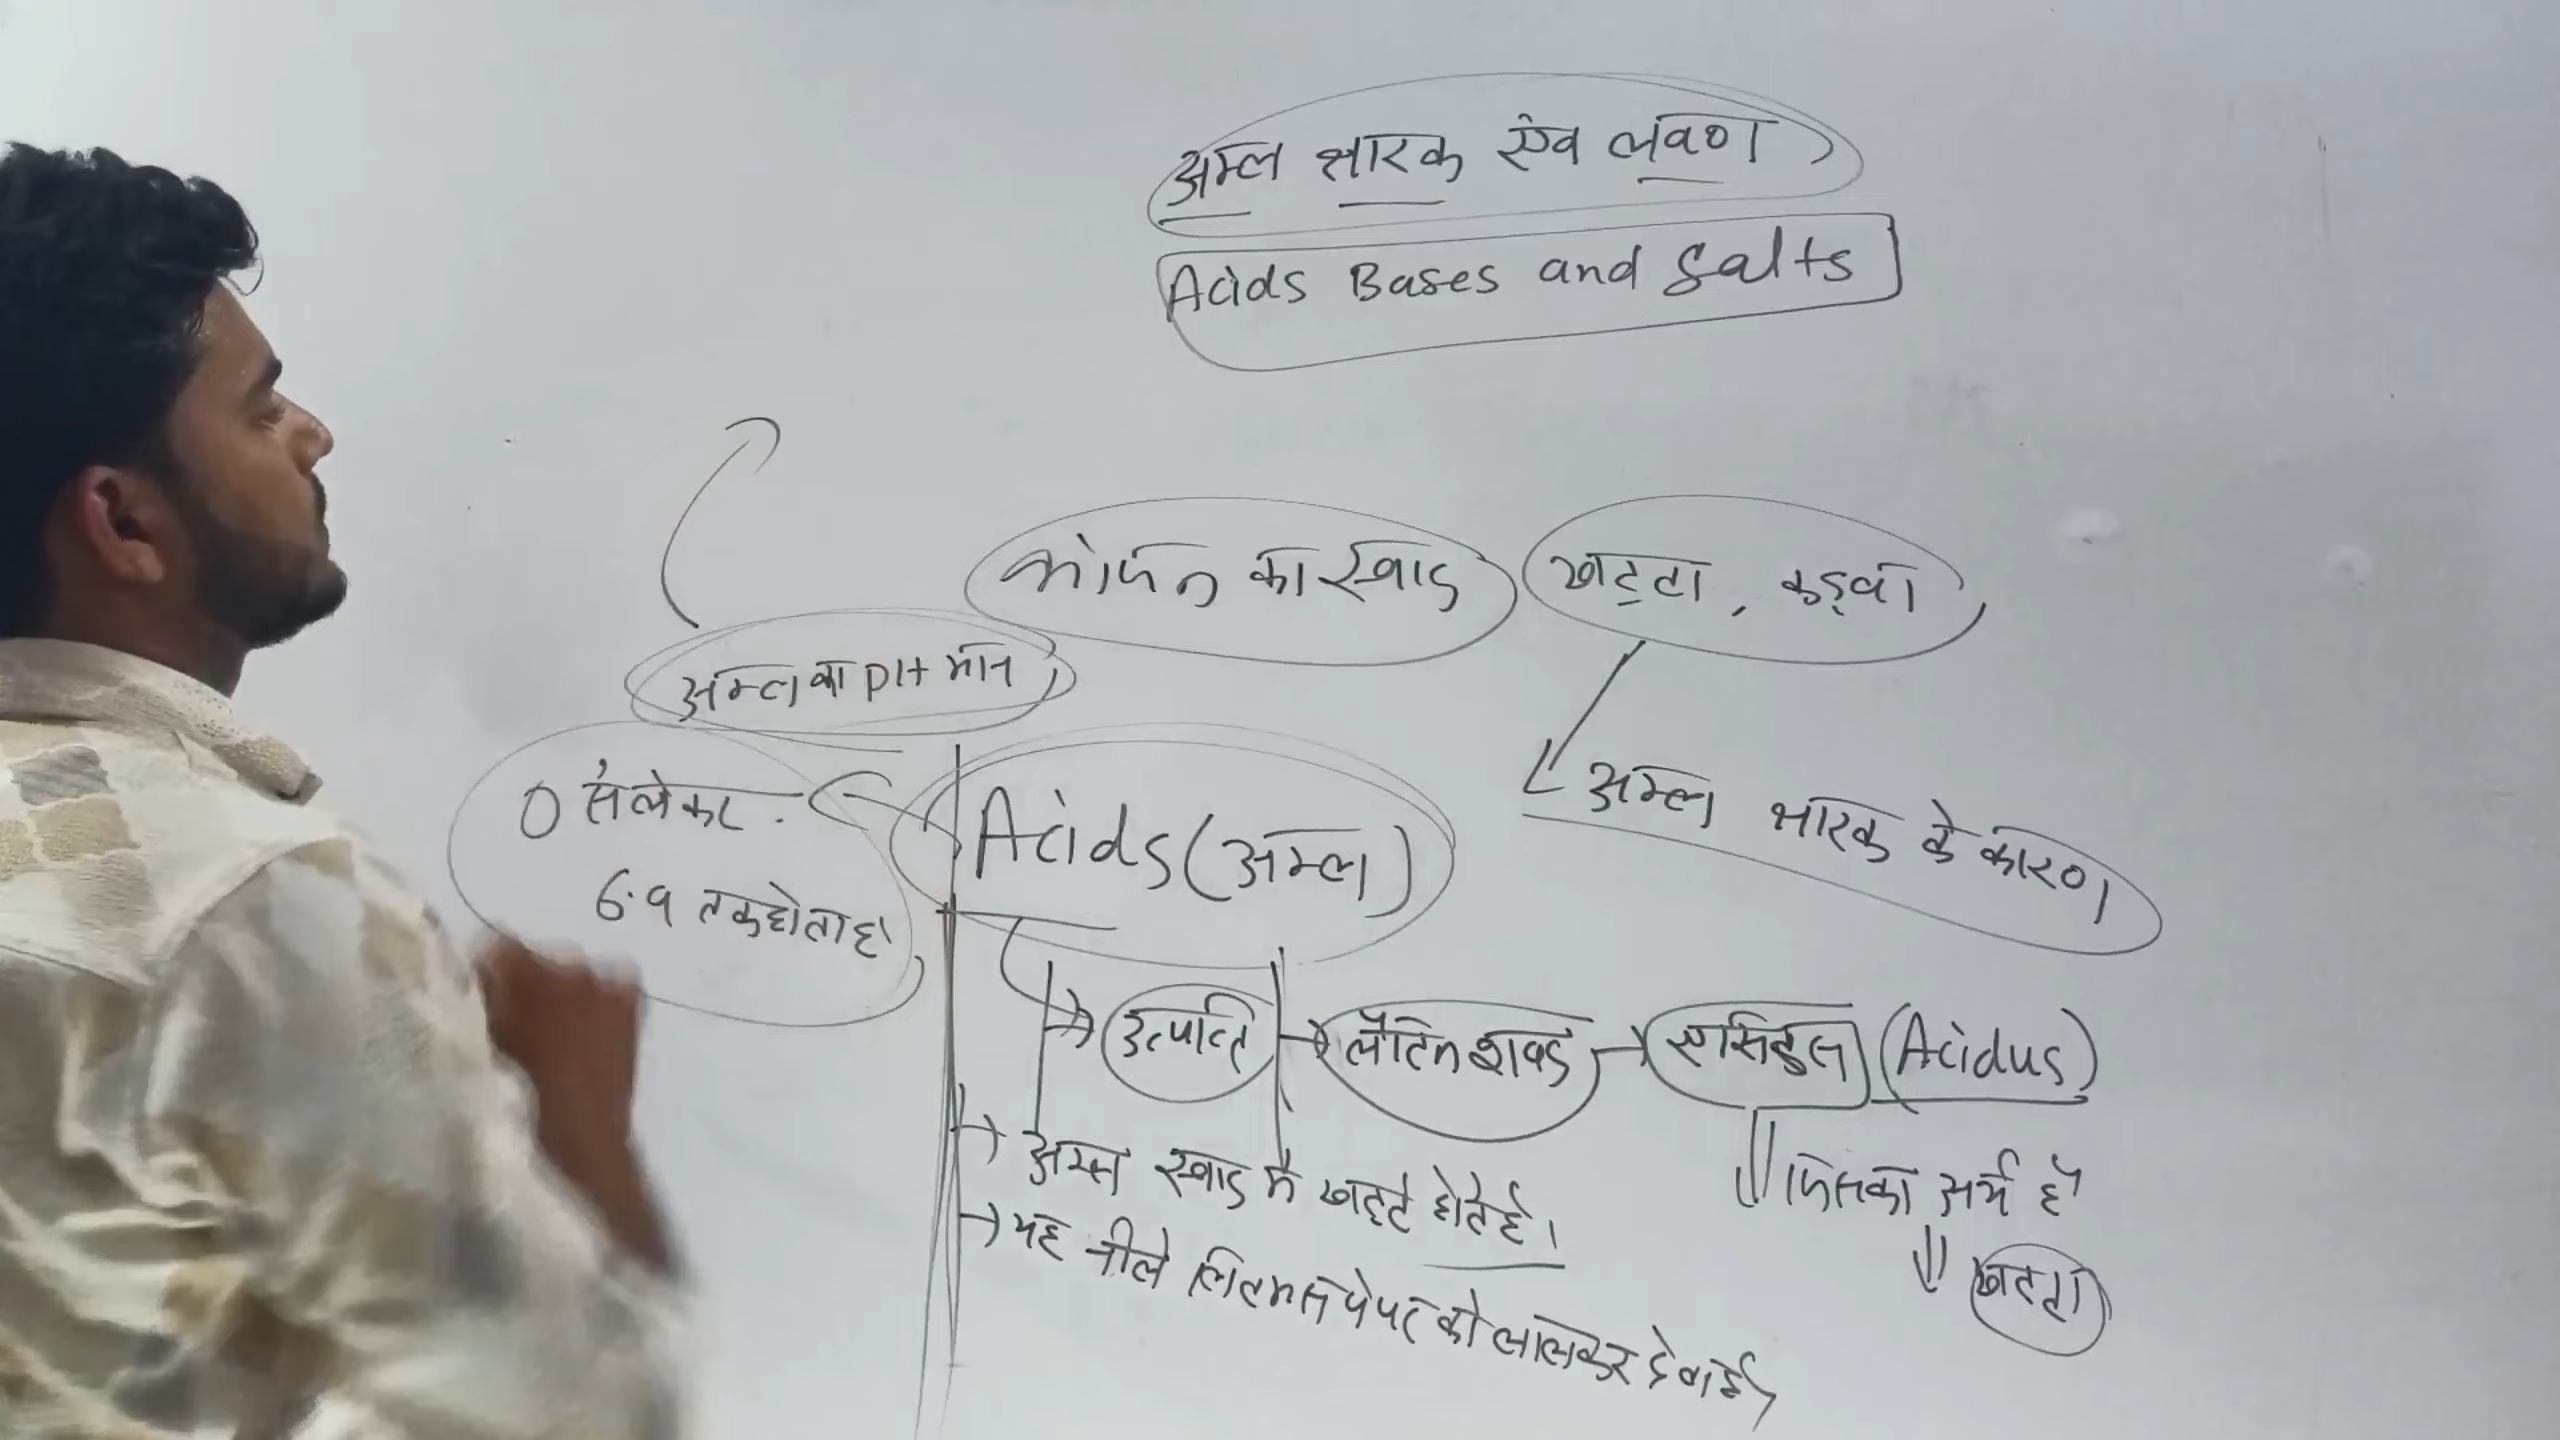 अम्ल क्षारक एंव लवण
Acids Bases and Salts
भोजन का स्वाद
खट्टा, कड़वा
अम्ल का pH मान
0 से लेकर
6.9 तक होता है
Acids (अम्ल)
अम्ल क्षारक के कारण
उत्पत्ति → लैटिन शब्द → एसिडुस (Acidus)
जिसका अर्थ है
खट्टा
→ अम्ल स्वाद में खट्टे होते है।
→ यह नीले लिटमस पेपर को लाल कर देता है